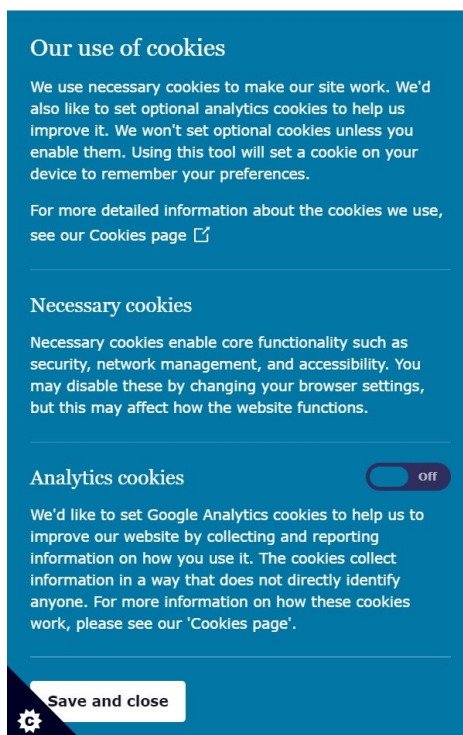 Our use of cookies
We use necessary cookies to make our site work. We'd
also like to set optional analytics cookies to help us
improve it. We won't set optional cookies unless you
enable them. Using this tool will set a cookie on your
device to remember your preferences.
For more detailed information about the cookies we use,
see our Cookies page
Necessary cookies
Necessary cookies enable core functionality such as
security, network management, and accessibility. You
may disable these by changing your browser settings,
but this may affect how the website functions.
Analytics cookies
Off
We'd like to set Google Analytics cookies to help us to
improve our website by collecting and reporting
information on how you use it. The cookies collect
information in a way that does not directly identify
anyone. For more information on how these cookies
work, please see our 'Cookies page'.
Save and close
C